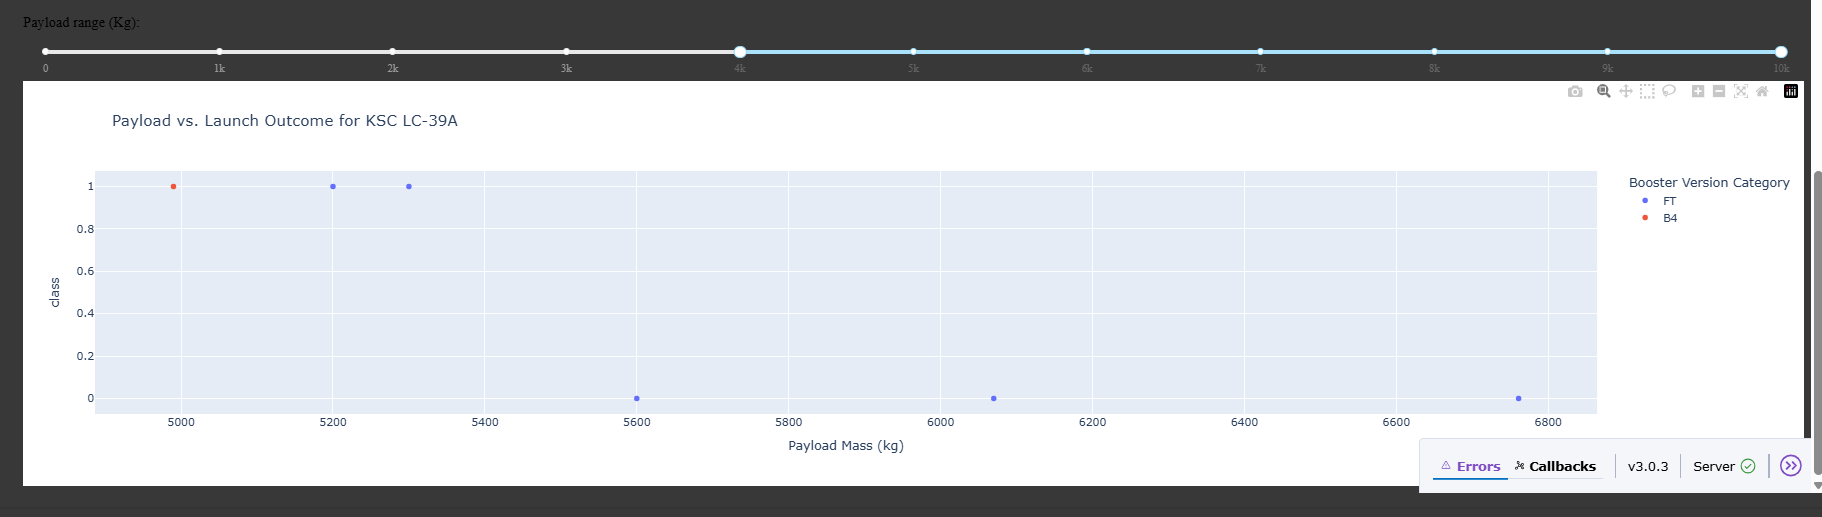 Payload range (Kg):
0 1k 2k 3k 4k 5k 6k 7k 8k 9k 10k
Payload vs. Launch Outcome for KSC LC-39A
Booster Version Category
FT
B4
1
0.8
0.6
0.4
0.2
0
class
5000 5200 5400 5600 5800 6000 6200 6400 6600 6800
Payload Mass (kg)
Errors Callbacks v3.0.3 Server